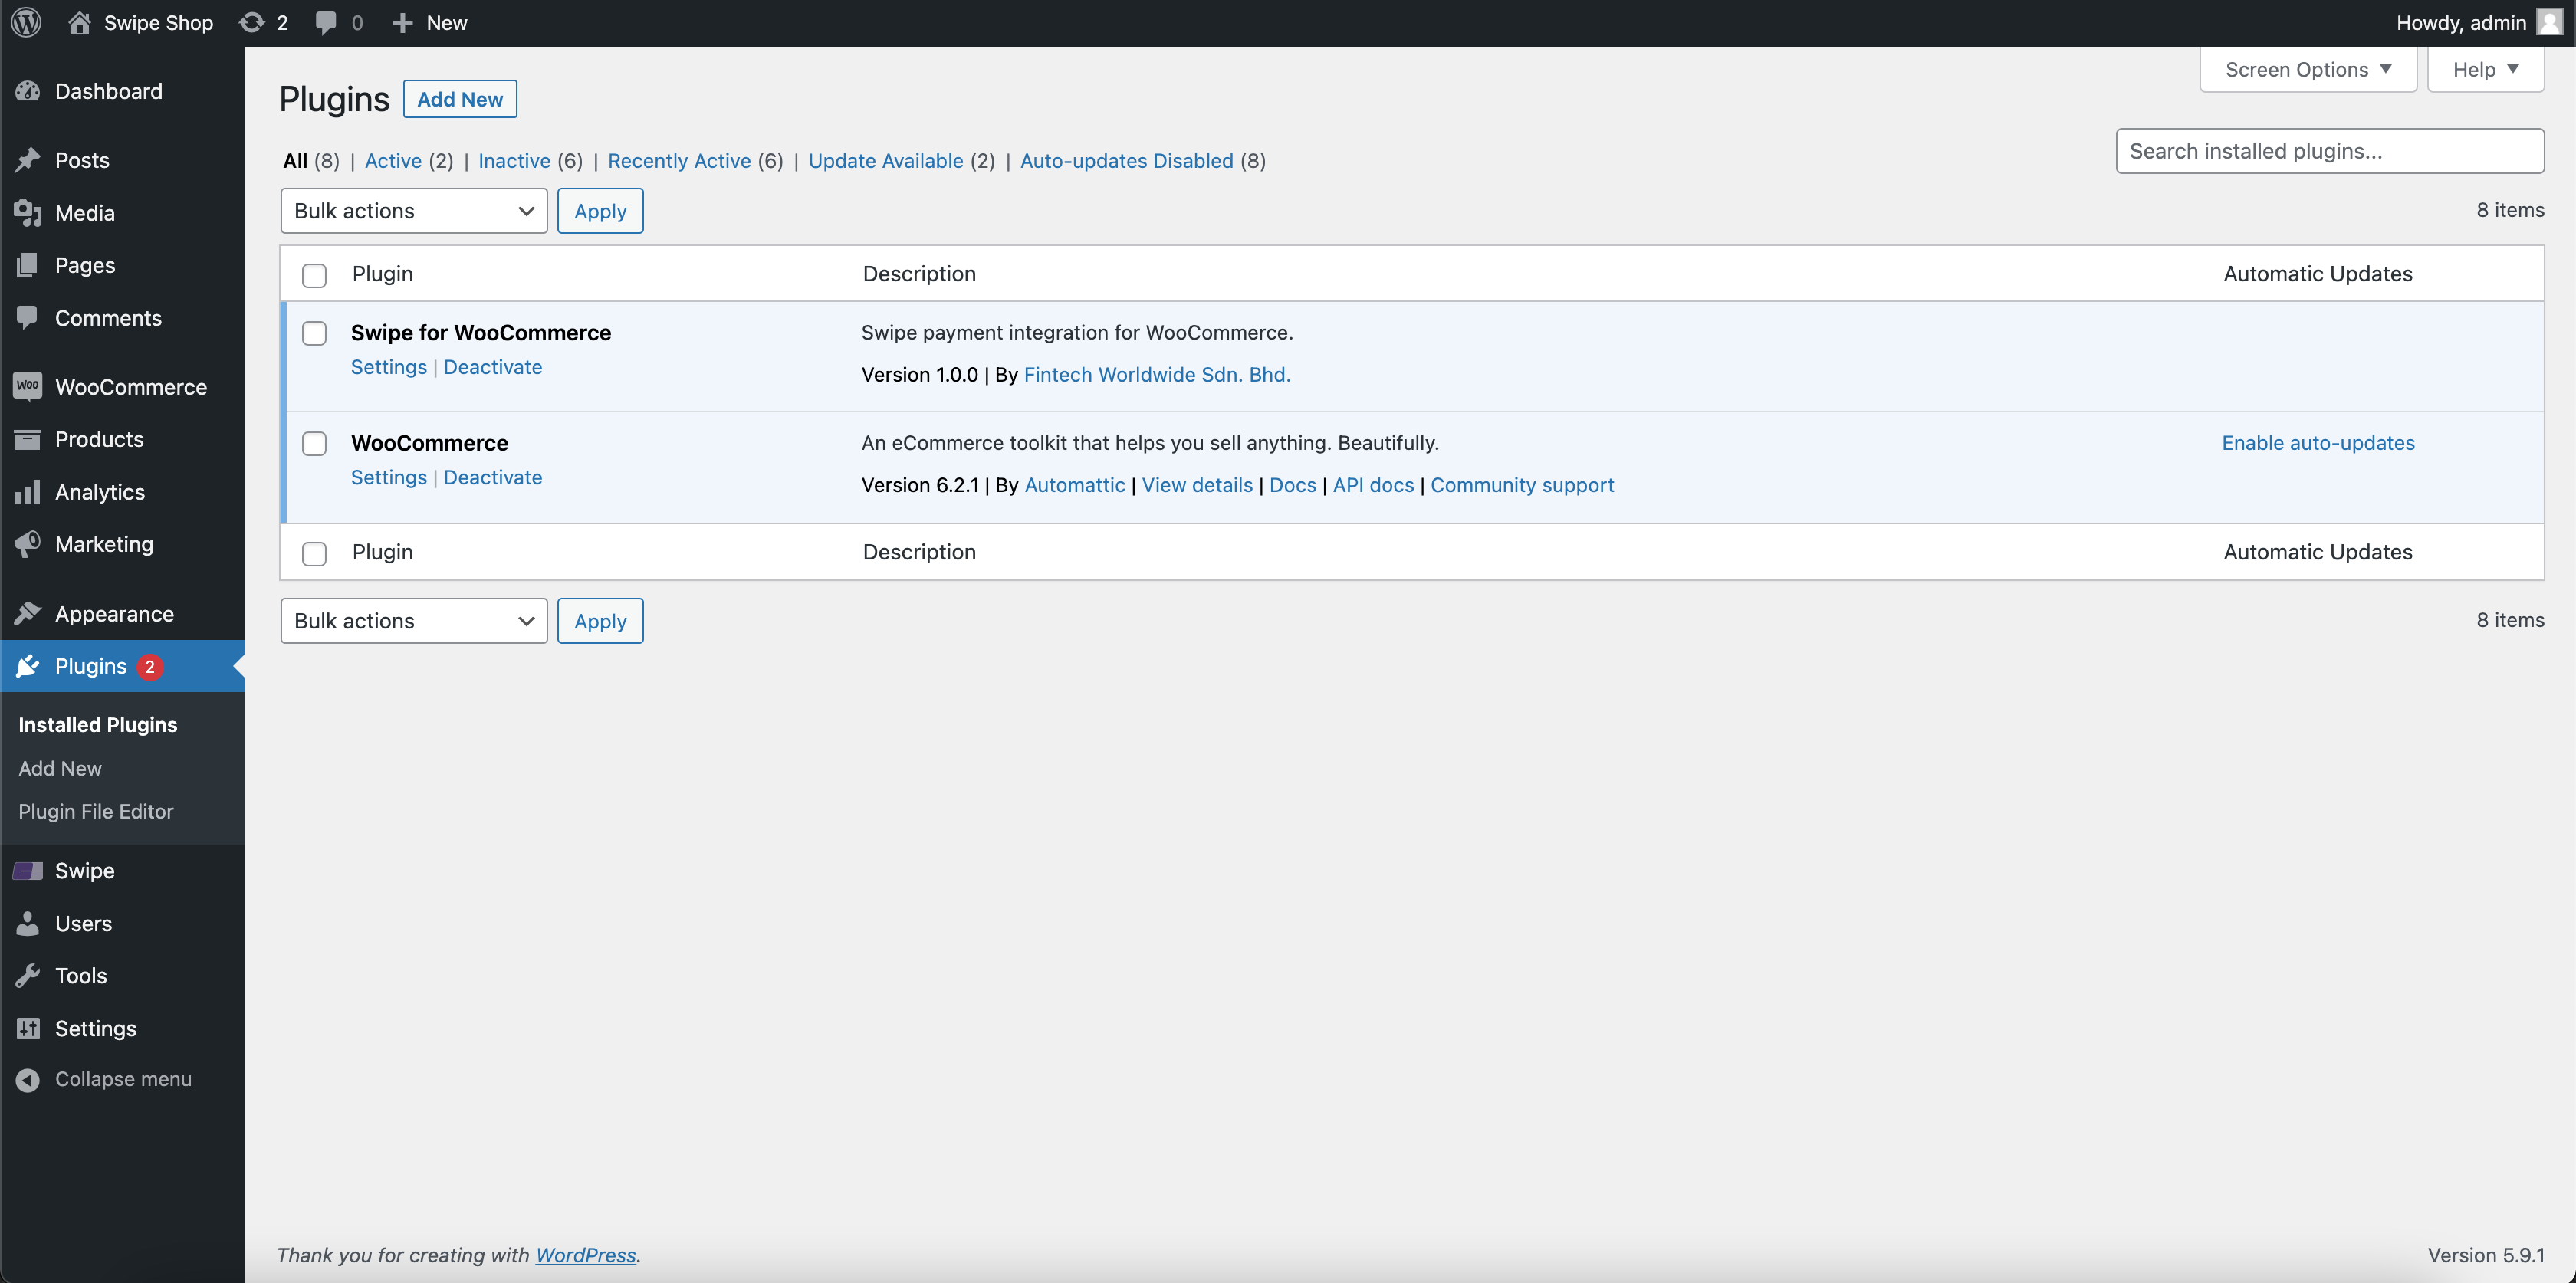 Swipe Shop 2 0 New Howdy, admin
Screen Options Help
Dashboard
Posts
Media
Pages
Comments
Woo WooCommerce
Products
Analytics
Marketing
Appearance
Plugins 2
Installed Plugins
Add New
Plugin File Editor
Swipe
Users
Tools
Settings
Collapse menu
Plugins Add New
All (8) | Active (2) | Inactive (6) | Recently Active (6) | Update Available (2) | Auto-updates Disabled (8)
Search installed plugins...
Bulk actions Apply 8 items
Plugin Description Automatic Updates
Swipe for WooCommerce Swipe payment integration for WooCommerce.
Settings | Deactivate Version 1.0.0 | By Fintech Worldwide Sdn. Bhd.
WooCommerce An eCommerce toolkit that helps you sell anything. Beautifully. Enable auto-updates
Settings | Deactivate Version 6.2.1 | By Automattic | View details | Docs | API docs | Community support
Plugin Description Automatic Updates
Bulk actions Apply 8 items
Thank you for creating with WordPress. Version 5.9.1